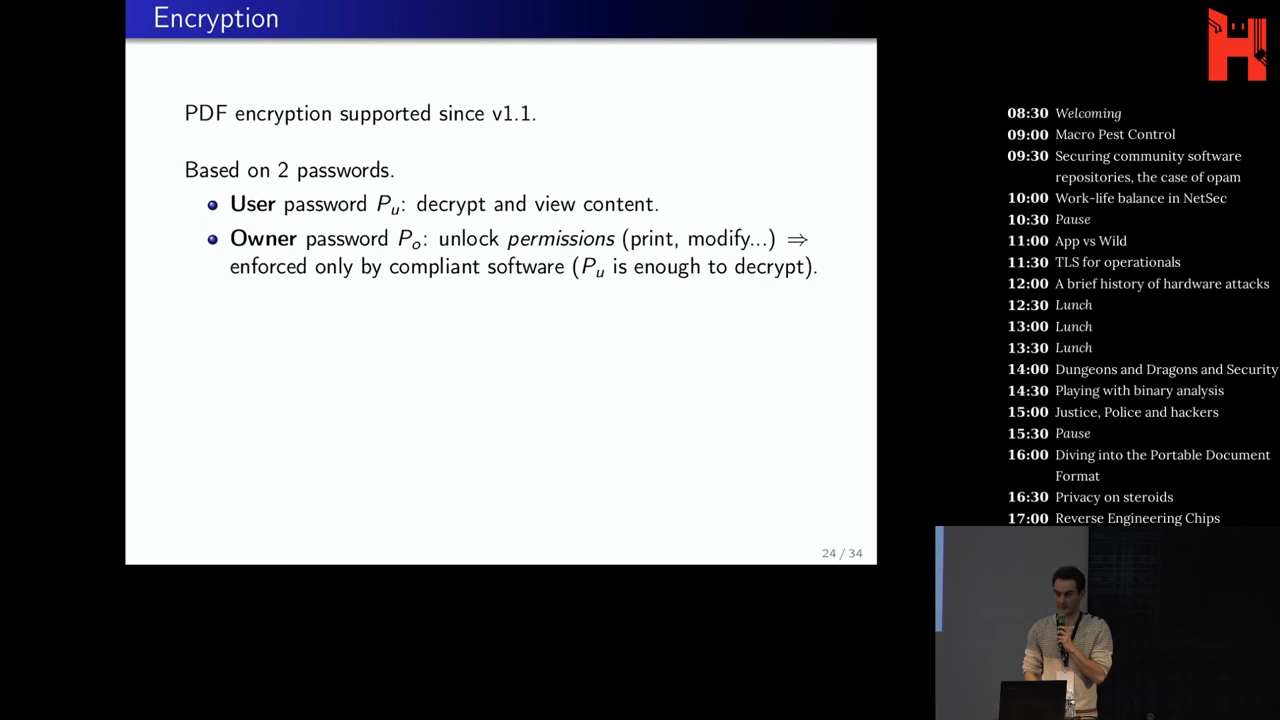 Encryption
PDF encryption supported since v1.1.
Based on 2 passwords.
User password Pu: decrypt and view content.
Owner password Po: unlock permissions (print, modify...) ⇒
enforced only by compliant software (Pu is enough to decrypt).
24 / 34
08:30 Welcoming
09:00 Macro Pest Control
09:30 Securing community software
repositories, the case of opam
10:00 Work-life balance in NetSec
10:30 Pause
11:00 App vs Wild
11:30 TLS for operationals
12:00 A brief history of hardware attacks
12:30 Lunch
13:00 Lunch
13:30 Lunch
14:00 Dungeons and Dragons and Security
14:30 Playing with binary analysis
15:00 Justice, Police and hackers
15:30 Pause
16:00 Diving into the Portable Document
Format
16:30 Privacy on steroids
17:00 Reverse Engineering Chips